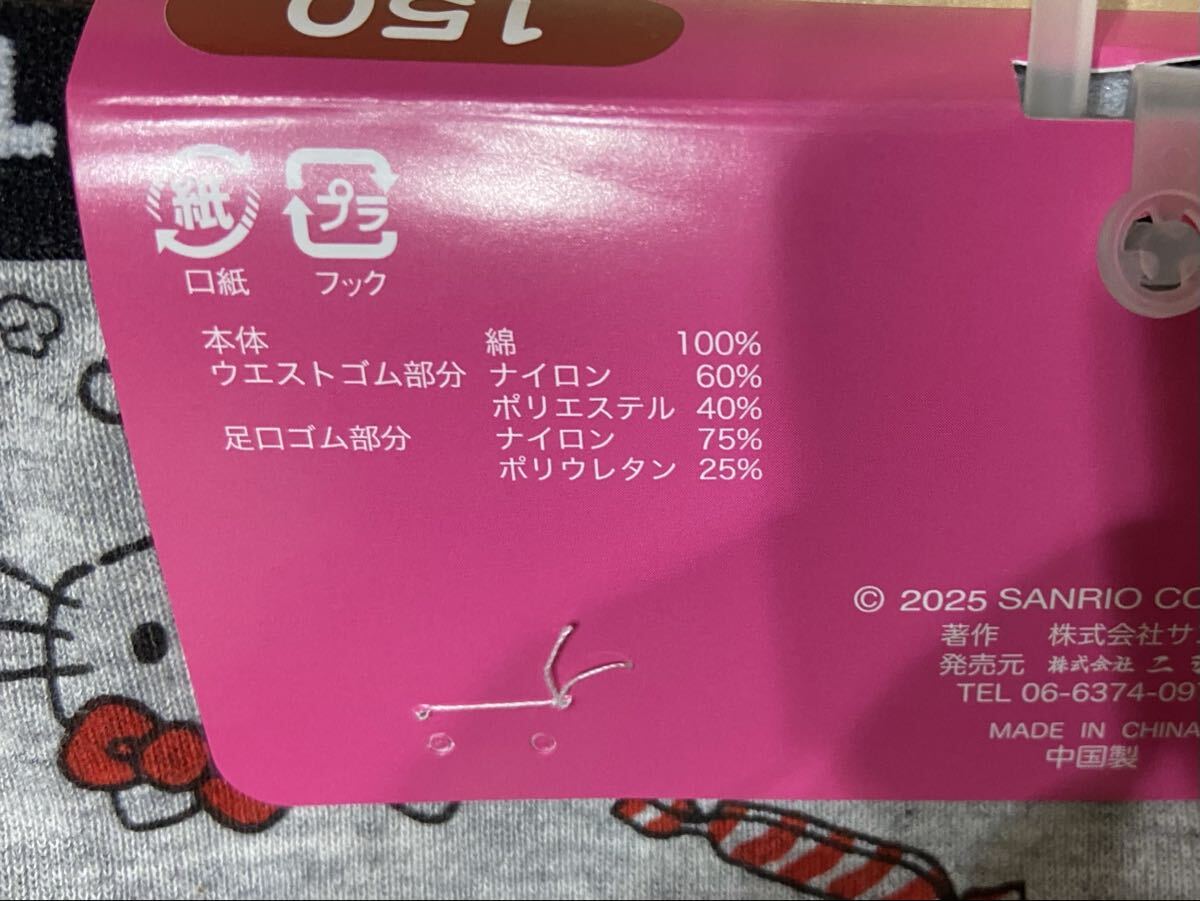 150
紙 プラ
口紙 フック
本体 綿 100%
ウエストゴム部分 ナイロン 60%
ポリエステル 40%
足口ゴム部分 ナイロン 75%
ポリウレタン 25%
© 2025 SANRIO CO
著作 株式会社サ
発売元 株式会社 二
TEL 06-6374-09
MADE IN CHINA
中国製